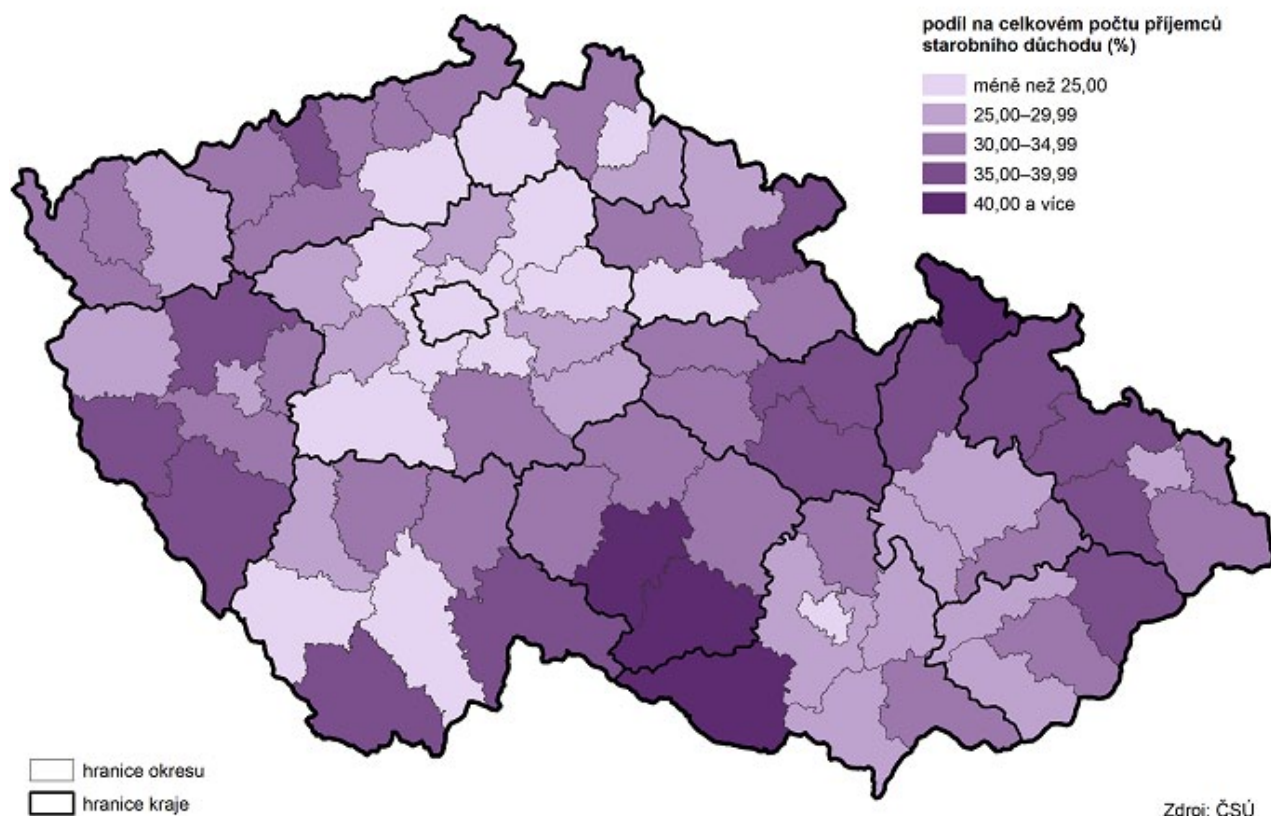 podíl na celkovém počtu příjemců
starobního důchodu (%)
méně než 25,00
25,00–29,99
30,00–34,99
35,00–39,99
40,00 a více
hranice okresu
hranice kraje
Zdroj: ČSÚ